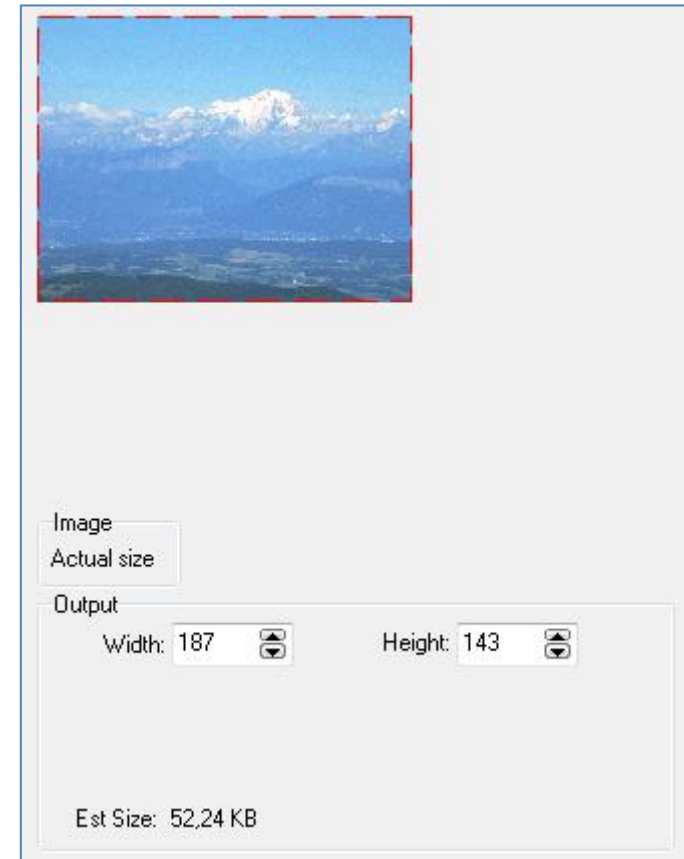 Image
Actual size
Output
Width: 187 Height: 143
Est Size: 52,24 KB